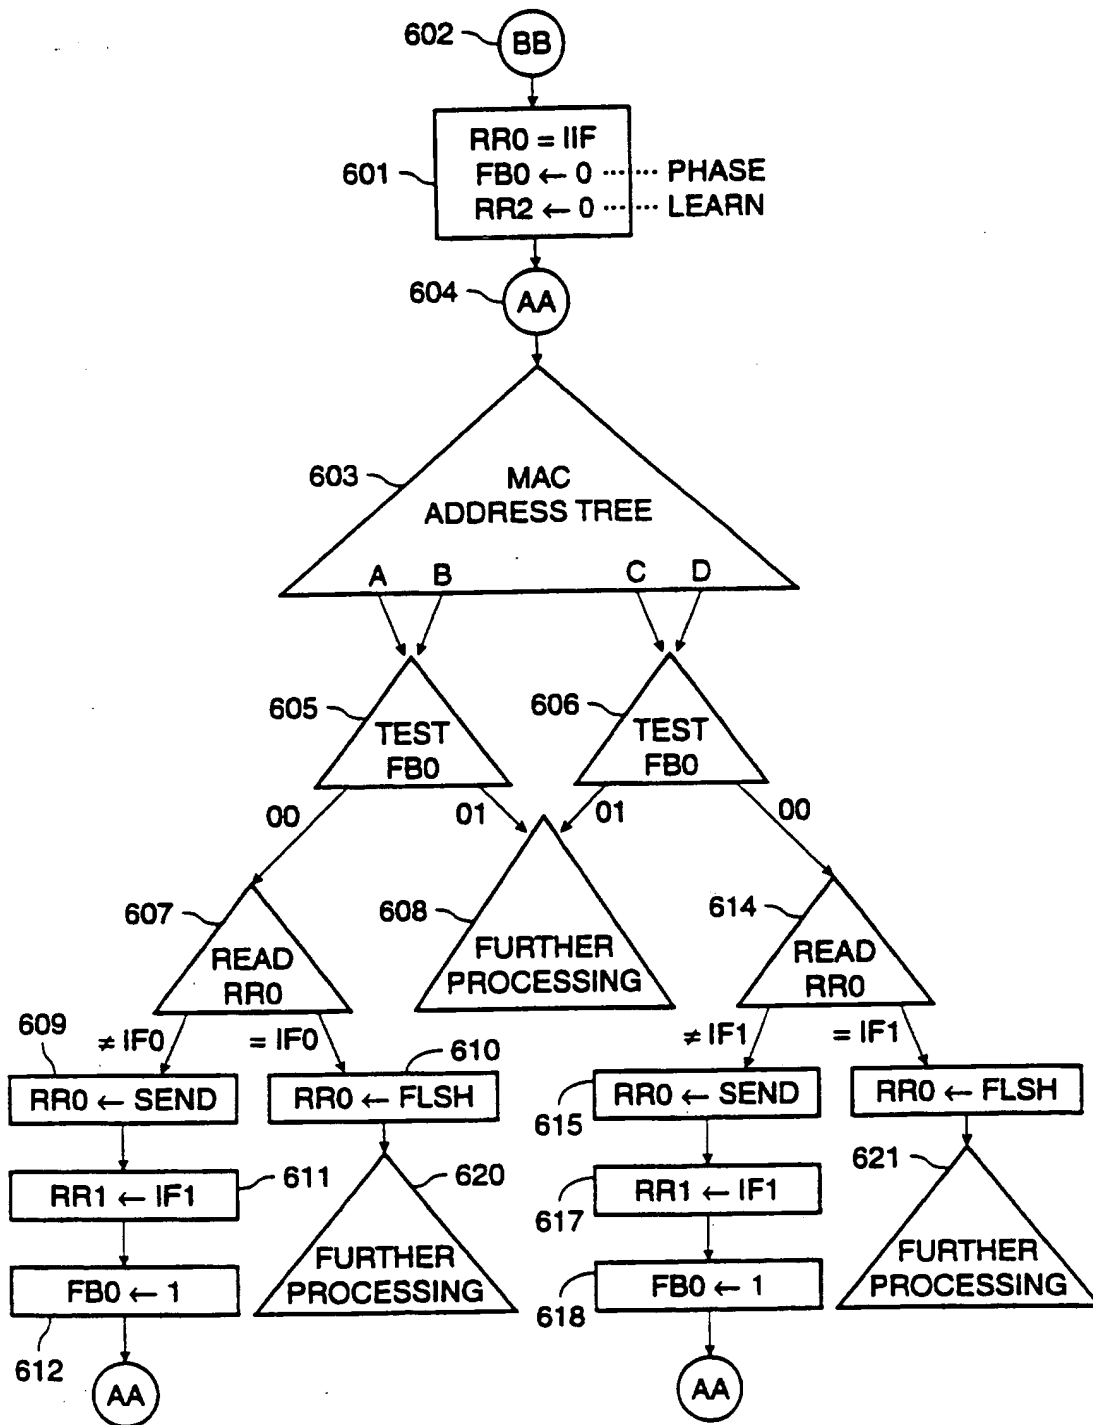 602 BB
RR0 = IIF
601 FB0 ← 0 ······· PHASE
RR2 ← 0 ······· LEARN
604 AA
603 MAC
ADDRESS TREE
A B C D
605 TEST
FB0
606 TEST
FB0
00 01 01 00
607 READ
RR0
608 FURTHER
PROCESSING
614 READ
RR0
609 ≠ IF0 = IF0 610
≠ IF1 = IF1
RR0 ← SEND
RR0 ← FLSH
615 RR0 ← SEND
RR0 ← FLSH
RR1 ← IF1 611
620 FURTHER
PROCESSING
617 RR1 ← IF1
621 FURTHER
PROCESSING
FB0 ← 1
612
618 FB0 ← 1
AA
AA